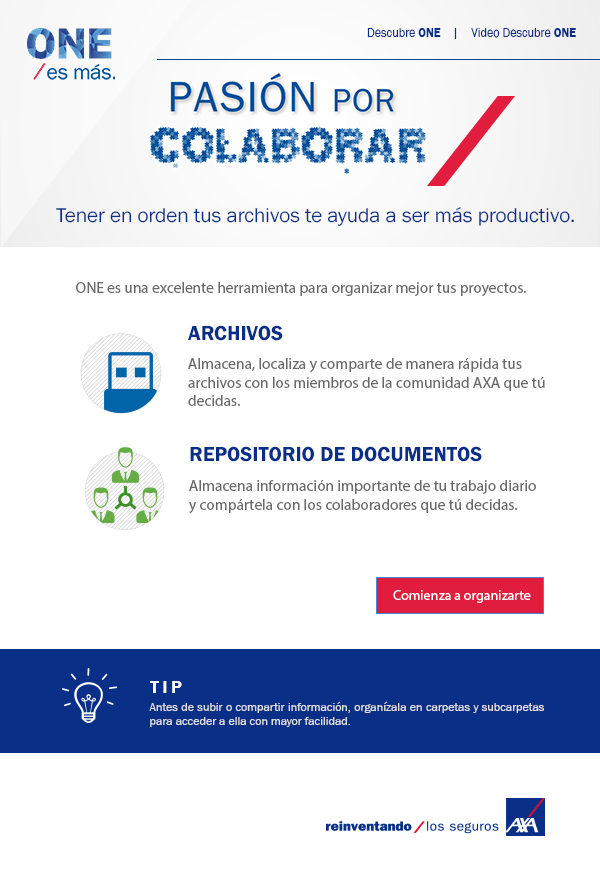 ONE
/es más.
Descubre ONE | Video Descubre ONE
PASIÓN POR
COLABORAR
Tener en orden tus archivos te ayuda a ser más productivo.
ONE es una excelente herramienta para organizar mejor tus proyectos.
ARCHIVOS
Almacena, localiza y comparte de manera rápida tus
archivos con los miembros de la comunidad AXA que tú
decidas.
REPOSITORIO DE DOCUMENTOS
Almacena información importante de tu trabajo diario
y compártela con los colaboradores que tú decidas.
Comienza a organizarte
TIP
Antes de subir o compartir información, organízala en carpetas y subcarpetas
para acceder a ella con mayor facilidad.
reinventando / los seguros AXA